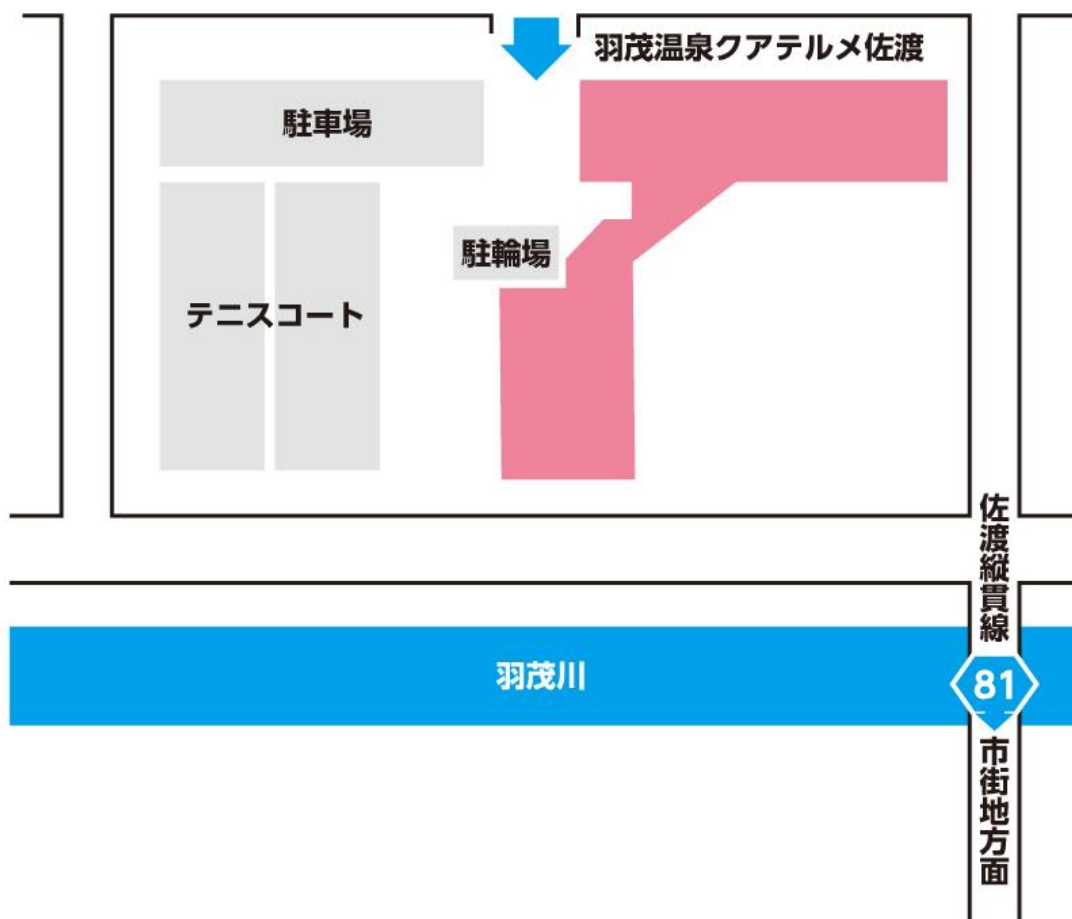 羽茂温泉クアテルメ佐渡
駐車場
駐輪場
テニスコート
佐渡縦貫線
羽茂川
81
市街地方面